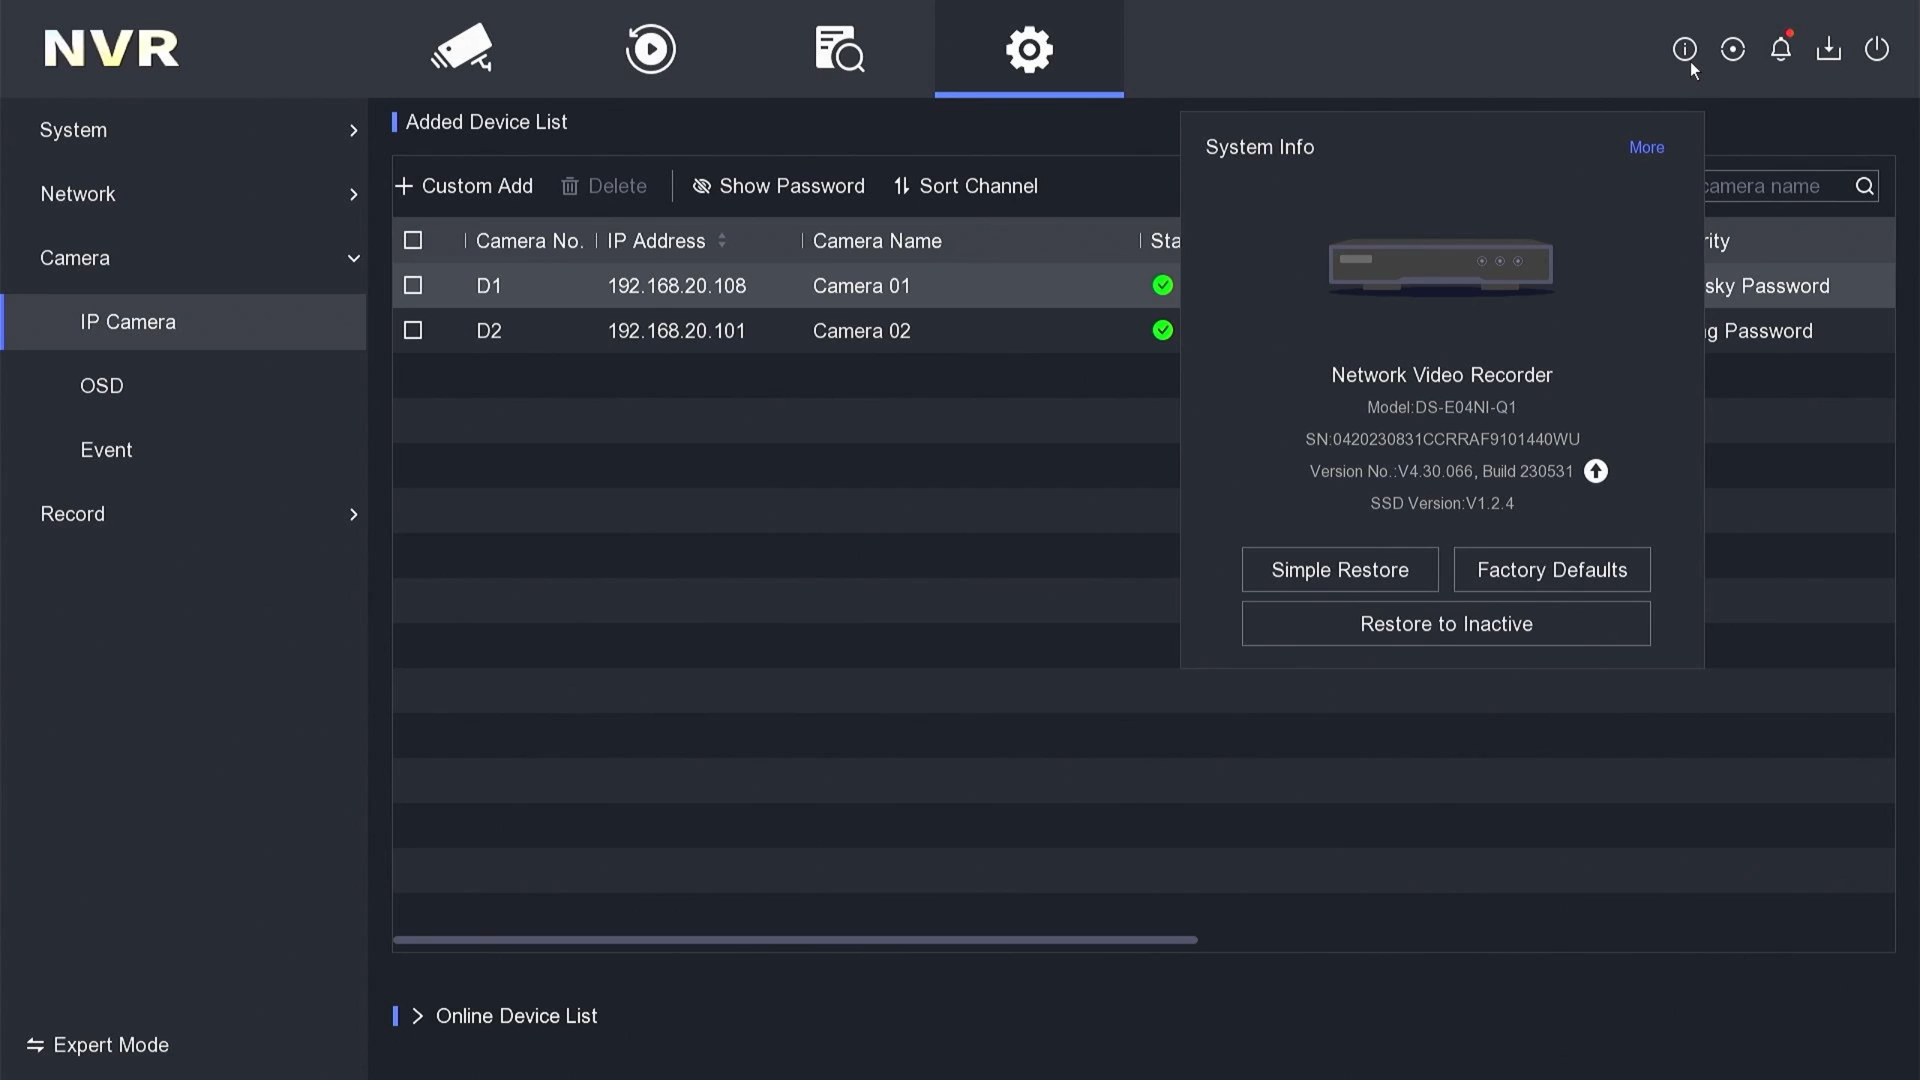 NVR
System
Network
Camera
IP Camera
OSD
Event
Record
Expert Mode
Added Device List
Custom Add Delete Show Password Sort Channel camera name
Camera No. IP Address Camera Name Sta rity
D1 192.168.20.108 Camera 01 sky Password
D2 192.168.20.101 Camera 02 g Password
Online Device List
System Info More
Network Video Recorder
Model:DS-E04NI-Q1
SN:0420230831CCRRAF9101440WU
Version No.:V4.30.066, Build 230531
SSD Version:V1.2.4
Simple Restore Factory Defaults
Restore to Inactive